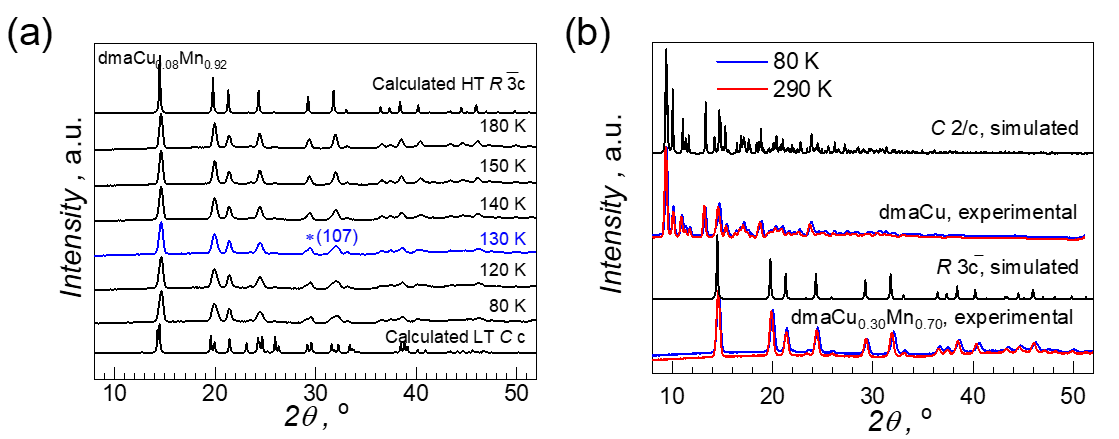 (a)
dmaCu0.08Mn0.92
Calculated HT R 3̅c
180 K
150 K
140 K
130 K
*(107)
120 K
80 K
Calculated LT C c
Intensity , a.u.
10 20 30 40 50
2θ , º
(b)
80 K
290 K
C 2/c, simulated
dmaCu, experimental
R 3c̅, simulated
dmaCu0.30Mn0.70, experimental
Intensity , a.u.
10 20 30 40 50
2θ , º